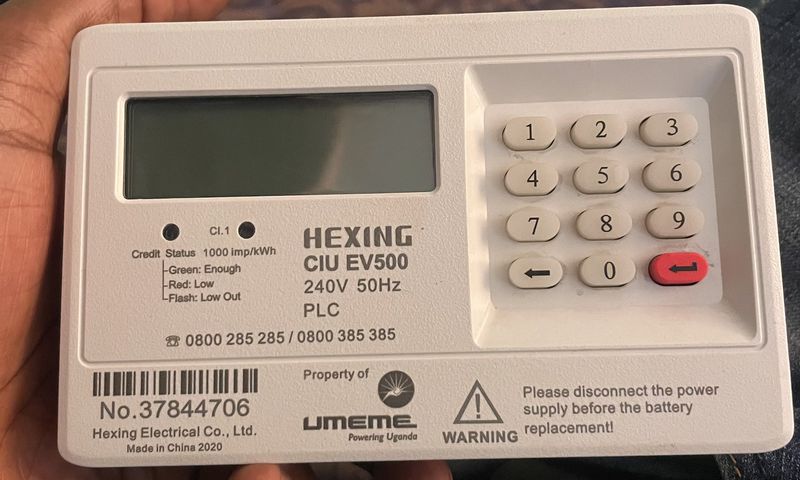 1 2 3
4 5 6
7 8 9
← 0 ↵
Cl.1
Credit Status 1000 imp/kWh
Green: Enough
Red: Low
Flash: Low Out
HEXING
CIU EV500
240V 50Hz
PLC
☎ 0800 285 285 / 0800 385 385
No.37844706
Hexing Electrical Co., Ltd.
Made in China 2020
Property of
UMEME
Powering Uganda
WARNING
Please disconnect the power
supply before the battery
replacement!